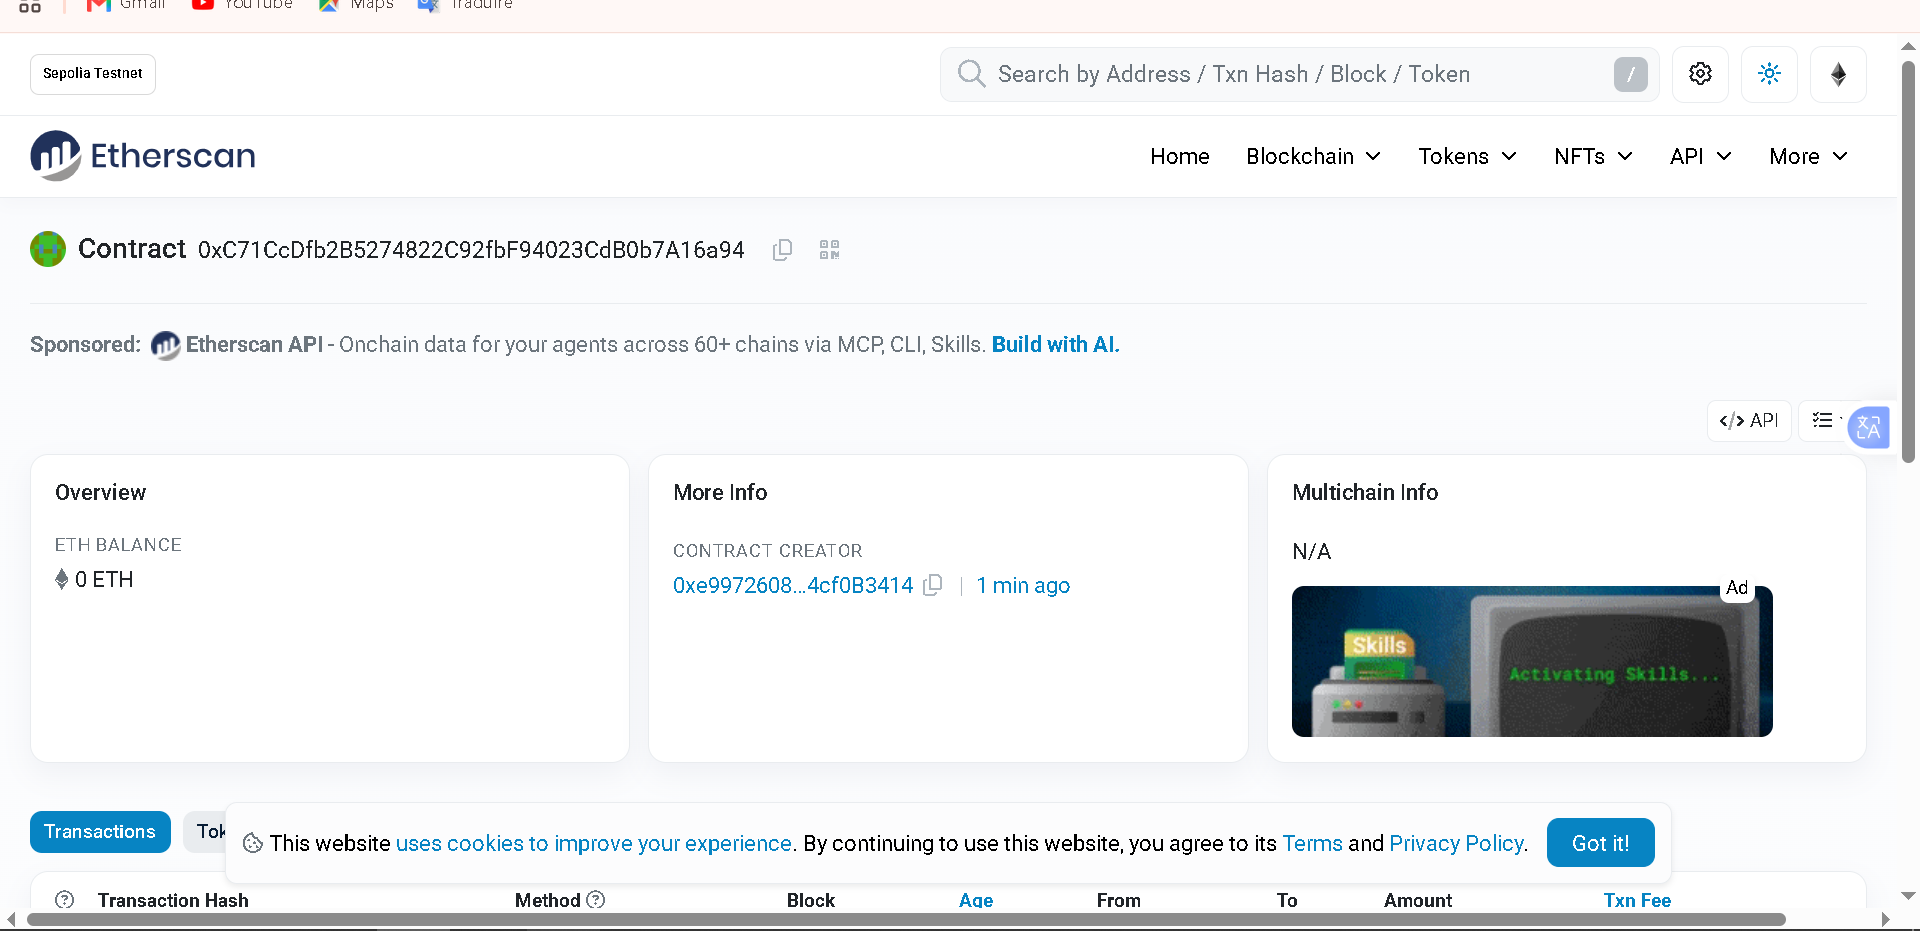 Gmail YouTube Maps Traduire
Sepolia Testnet
Search by Address / Txn Hash / Block / Token /
Etherscan
Home Blockchain Tokens NFTs API More
Contract 0xC71CcDfb2B5274822C92fbF94023CdB0b7A16a94
Sponsored: Etherscan API - Onchain data for your agents across 60+ chains via MCP, CLI, Skills. Build with AI.
</> API
Overview
ETH BALANCE
0 ETH
More Info
CONTRACT CREATOR
0xe9972608...4cf0B3414 | 1 min ago
Multichain Info
N/A
Ad
Skills
Activating Skills...
Transactions Tok
This website uses cookies to improve your experience. By continuing to use this website, you agree to its Terms and Privacy Policy. Got it!
Transaction Hash Method Block Age From To Amount Txn Fee